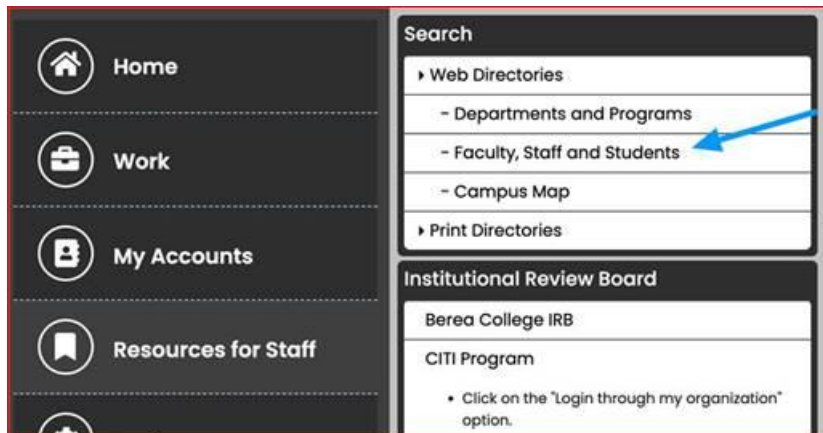 Home
Work
My Accounts
Resources for Staff
Search
Web Directories
- Departments and Programs
- Faculty, Staff and Students
- Campus Map
Print Directories
Institutional Review Board
Berea College IRB
CITI Program
• Click on the "Login through my organization"
option.